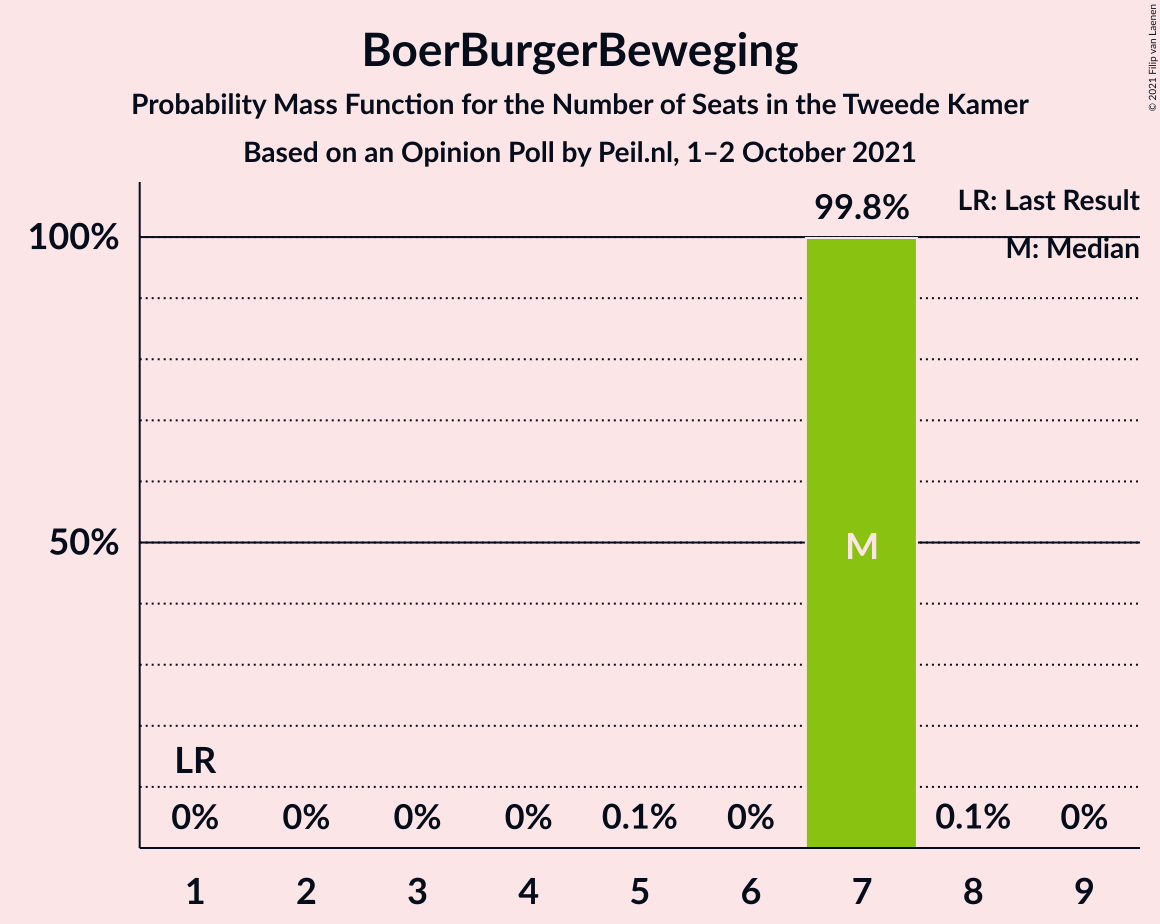 BoerBurgerBeweging
Probability Mass Function for the Number of Seats in the Tweede Kamer
Based on an Opinion Poll by Peil.nl, 1–2 October 2021
© 2021 Filip van Laenen
LR: Last Result
M: Median
99.8%
100%
50%
M
LR
0% 0% 0% 0% 0.1% 0% 0.1% 0%
1 2 3 4 5 6 7 8 9